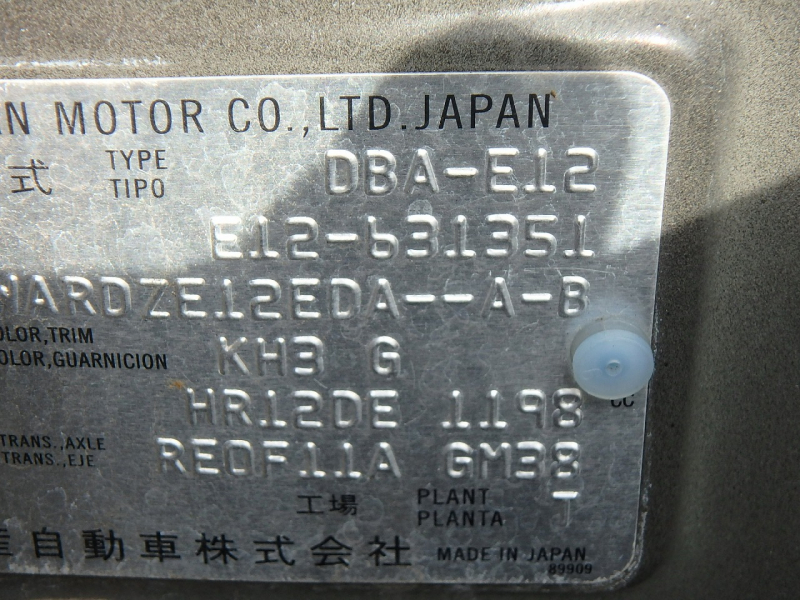 AN MOTOR CO.,LTD.JAPAN
式 TYPE DBA-E12
TIPO
E12-631351
MARDZE12EDA--A-B
OLOR,TRIM
OLOR,GUARNICION KH3 G
HR12DE 1198 CC
TRANS.,AXLE
TRANS.,EJE RE0F11A GM38
工場 PLANT
PLANTA
産自動車株式会社 MADE IN JAPAN
89909